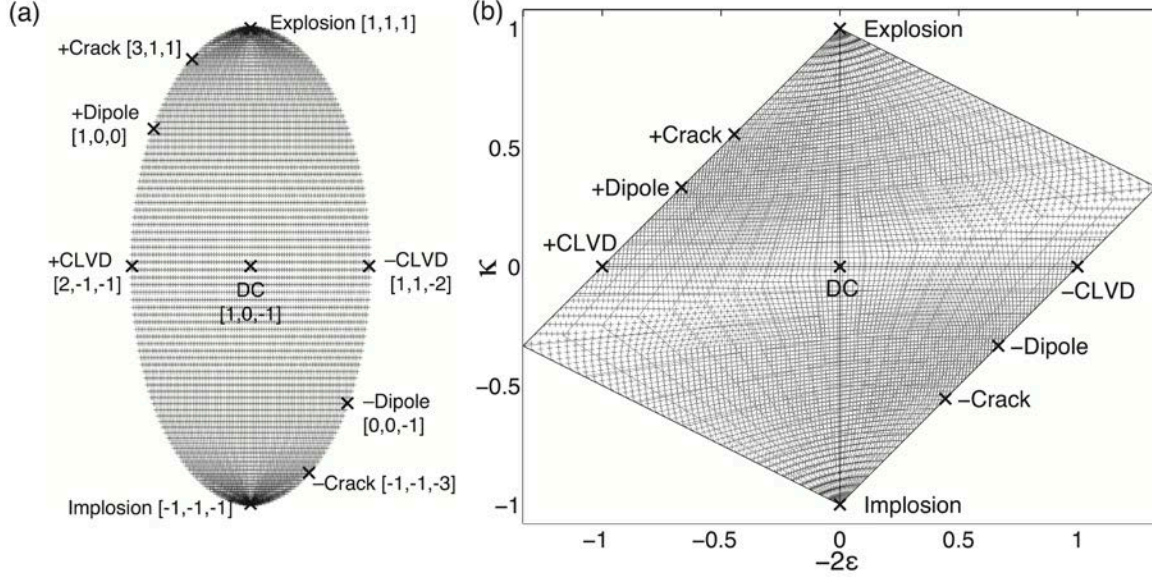 (a)
Explosion [1,1,1]
+Crack [3,1,1]
+Dipole
[1,0,0]
+CLVD
[2,-1,-1]
DC
[1,0,-1]
−CLVD
[1,1,-2]
−Dipole
[0,0,-1]
−Crack [-1,-1,-3]
Implosion [-1,-1,-1]
(b)
1
0.5
0
−0.5
−1
κ
Explosion
+Crack
+Dipole
+CLVD
DC
−CLVD
−Dipole
−Crack
Implosion
−1
−0.5
0
0.5
1
−2ε